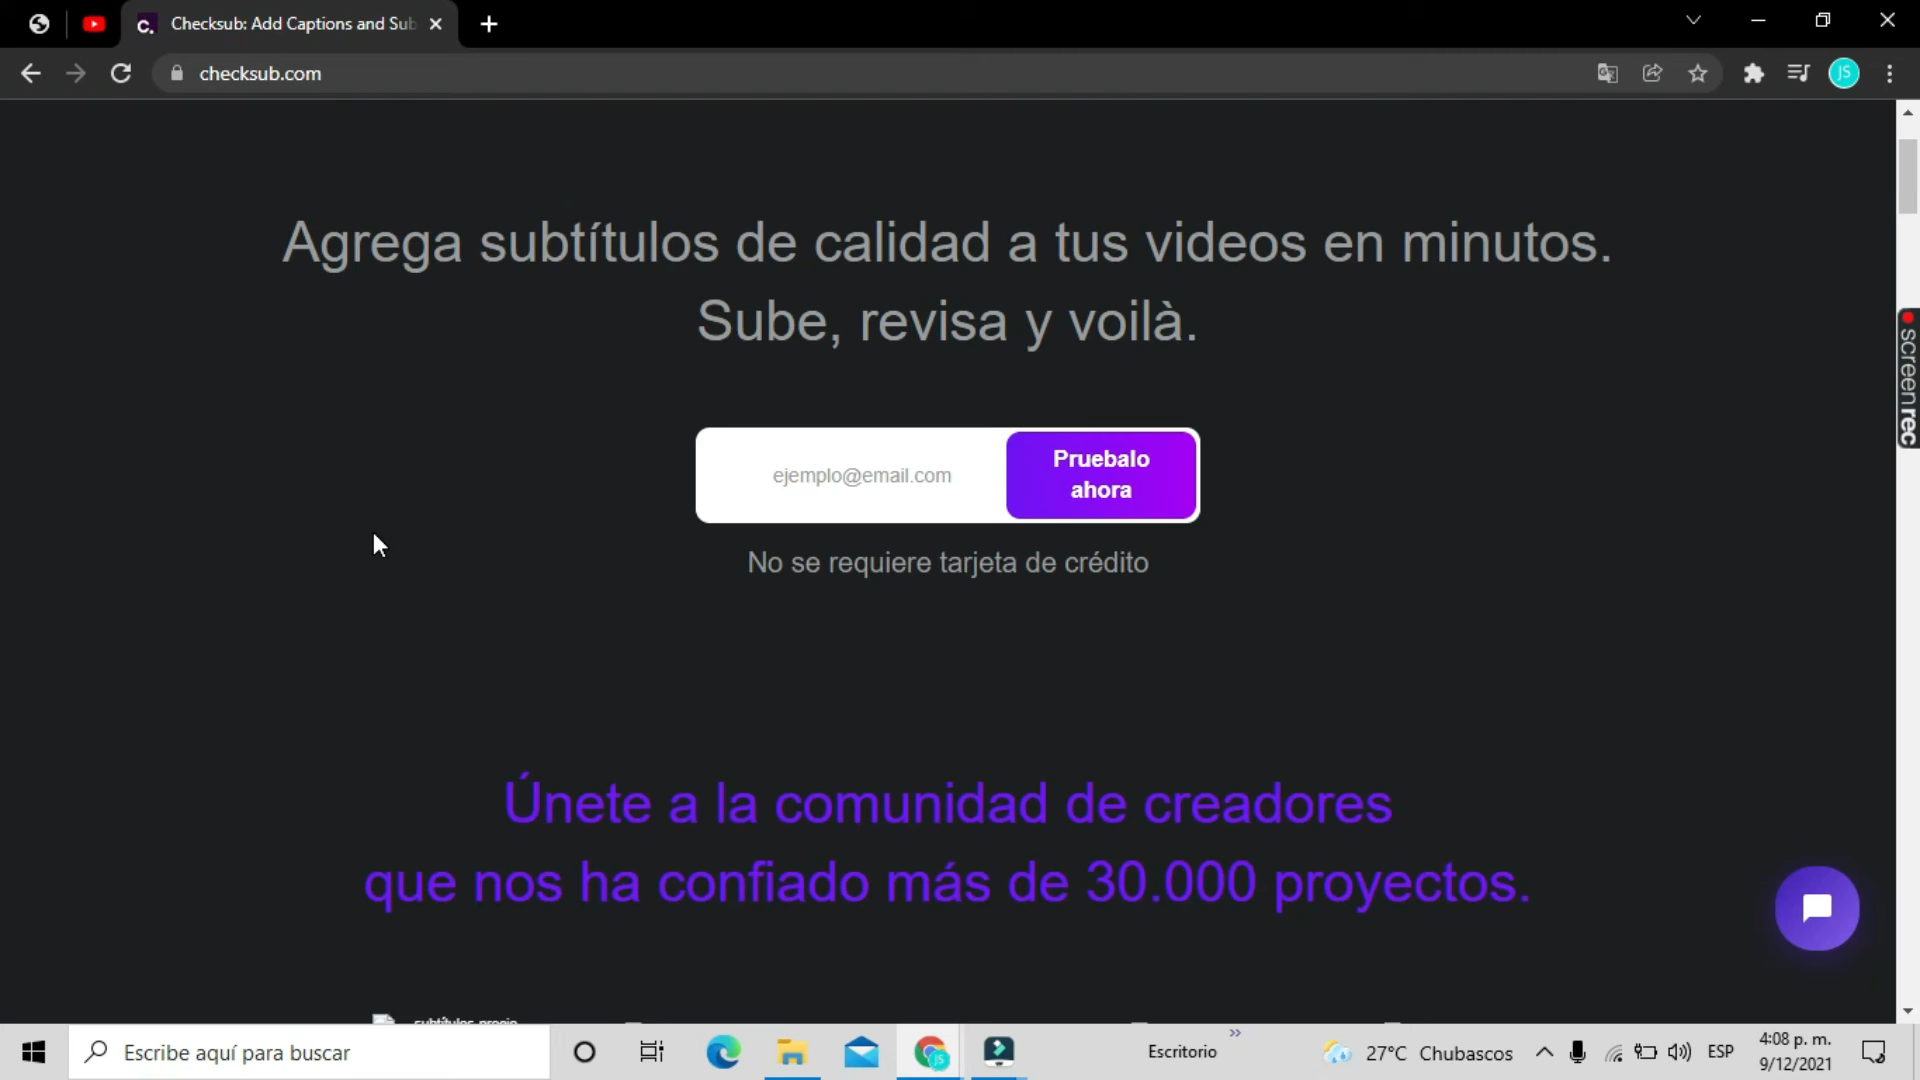 Checksub: Add Captions and Sub
checksub.com
JS
Agrega subtítulos de calidad a tus videos en minutos.
Sube, revisa y voilà.
ejemplo@email.com
Pruebalo
ahora
No se requiere tarjeta de crédito
screenrec
Únete a la comunidad de creadores
que nos ha confiado más de 30.000 proyectos.
subtítulos precio
Escribe aquí para buscar
Escritorio
27°C Chubascos
ESP
4:08 p. m.
9/12/2021